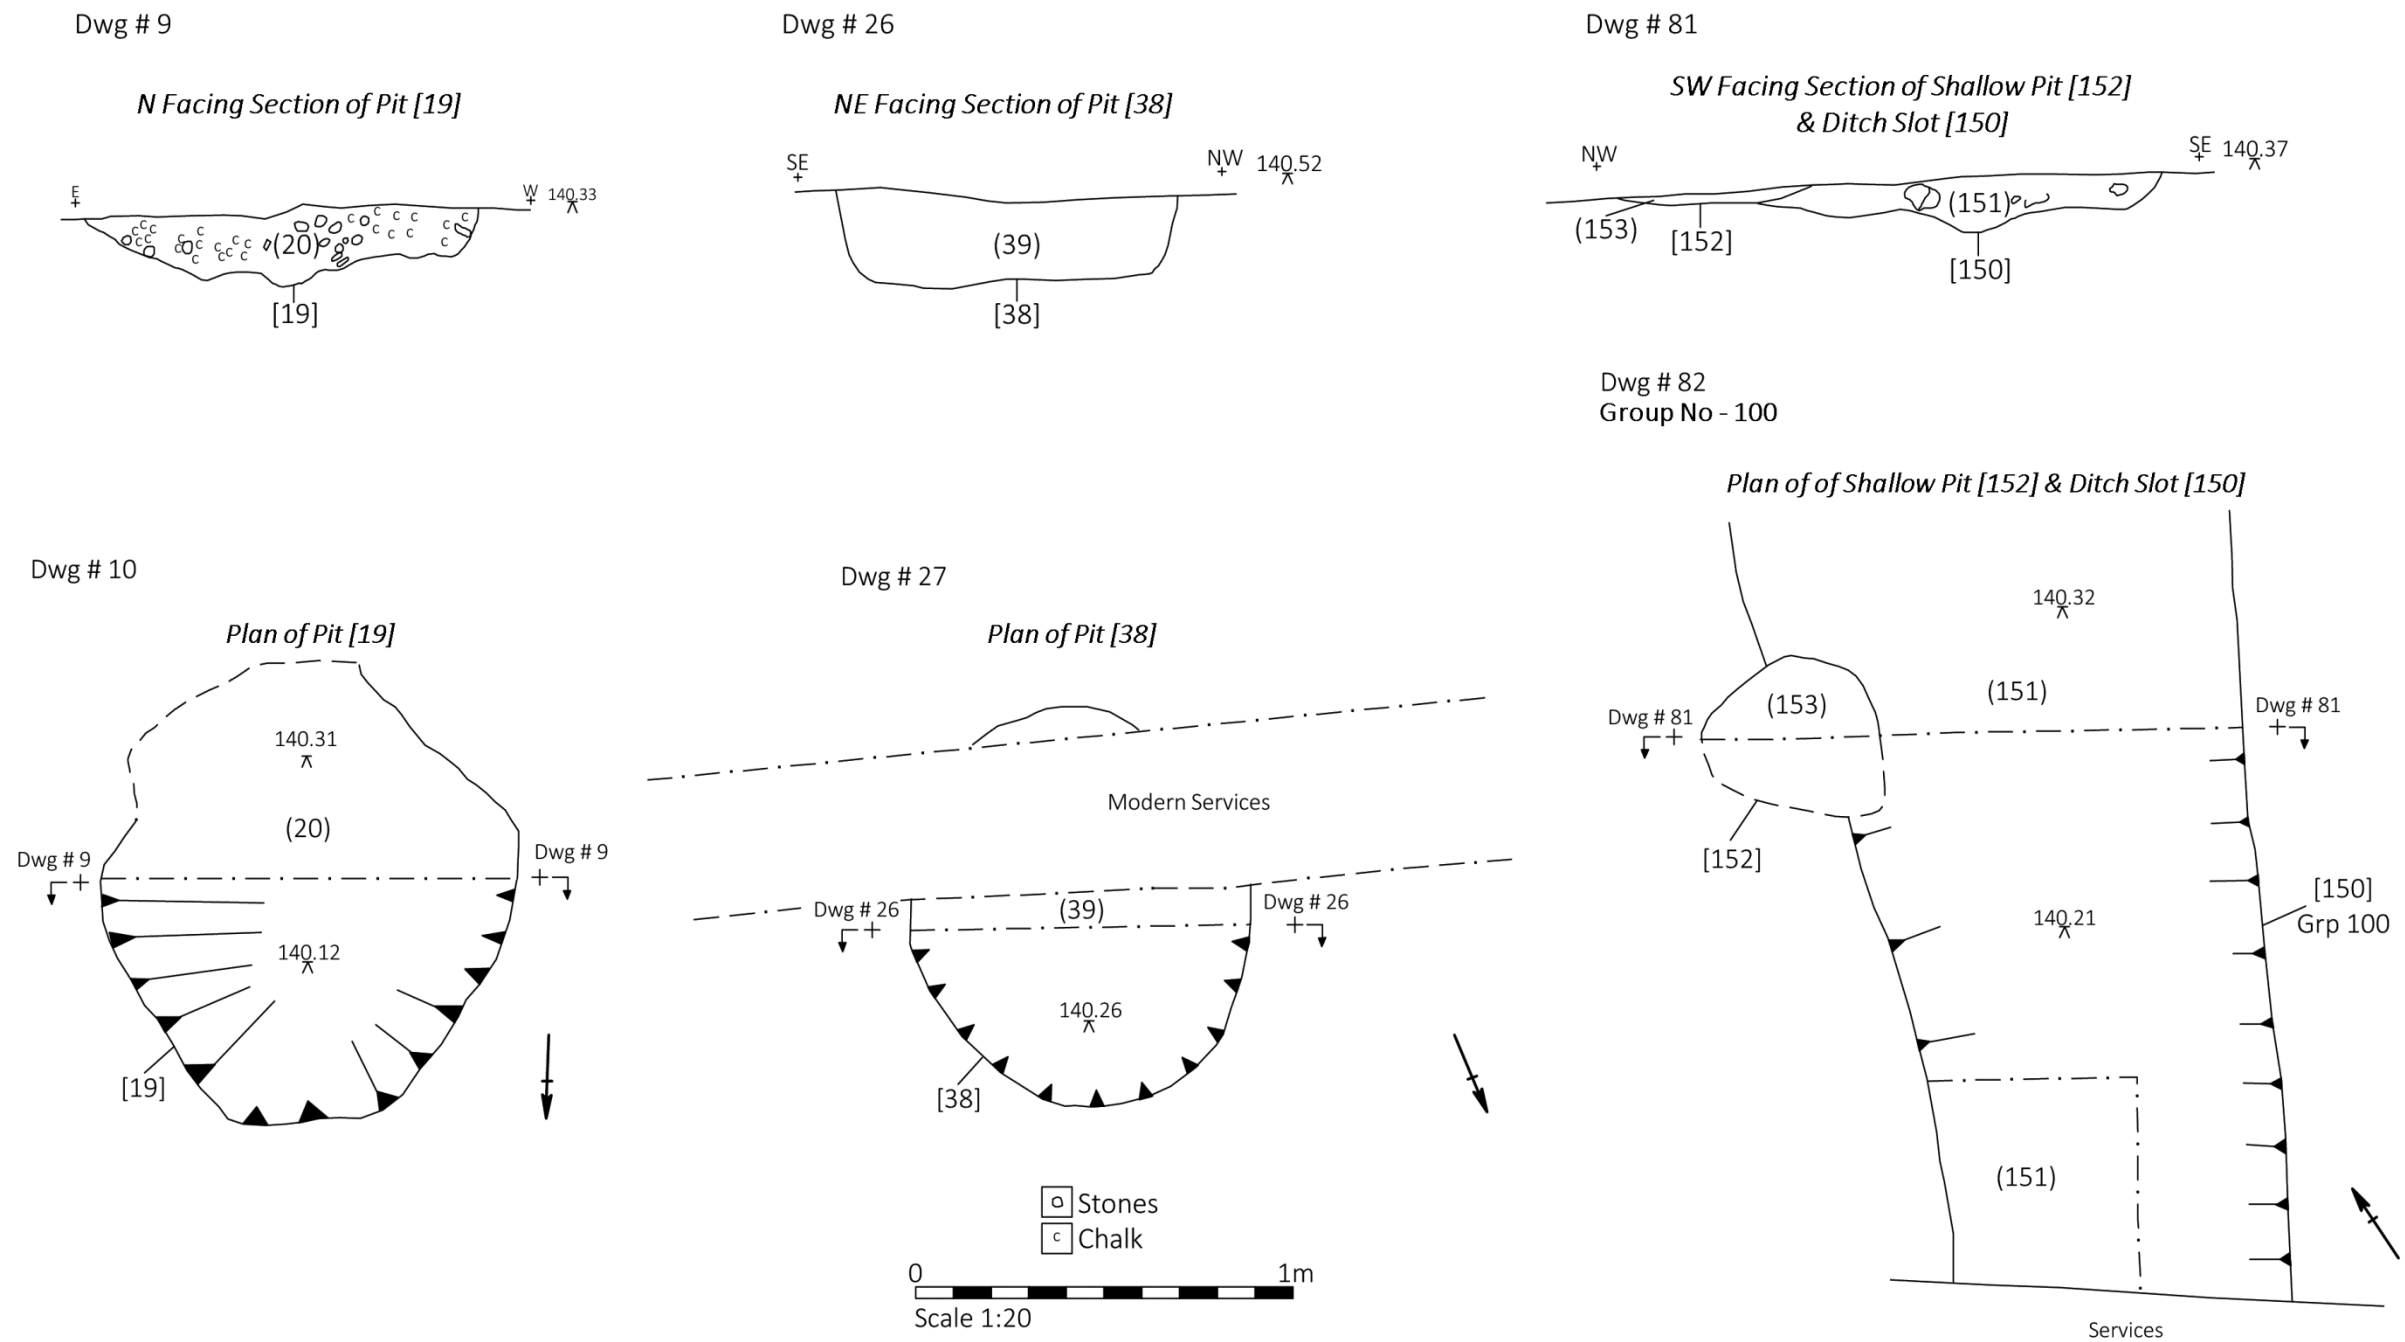 Dwg # 9
N Facing Section of Pit [19]
E
W
140.33
c c c c c c c c c c c c c c c c c c c c c c c c c c c c
(20)
[19]
Dwg # 26
NE Facing Section of Pit [38]
SE
NW
140.52
(39)
[38]
Dwg # 81
SW Facing Section of Shallow Pit [152]
& Ditch Slot [150]
NW
SE
140.37
(153)
[152]
(151)
[150]
Dwg # 10
Plan of Pit [19]
140.31
(20)
Dwg # 9
Dwg # 9
140.12
[19]
Dwg # 27
Plan of Pit [38]
Modern Services
Dwg # 26
(39)
Dwg # 26
140.26
[38]
Dwg # 82
Group No - 100
Plan of of Shallow Pit [152] & Ditch Slot [150]
140.32
(153)
(151)
Dwg # 81
Dwg # 81
[152]
140.21
[150]
Grp 100
(151)
Services
Stones
c Chalk
0
1m
Scale 1:20